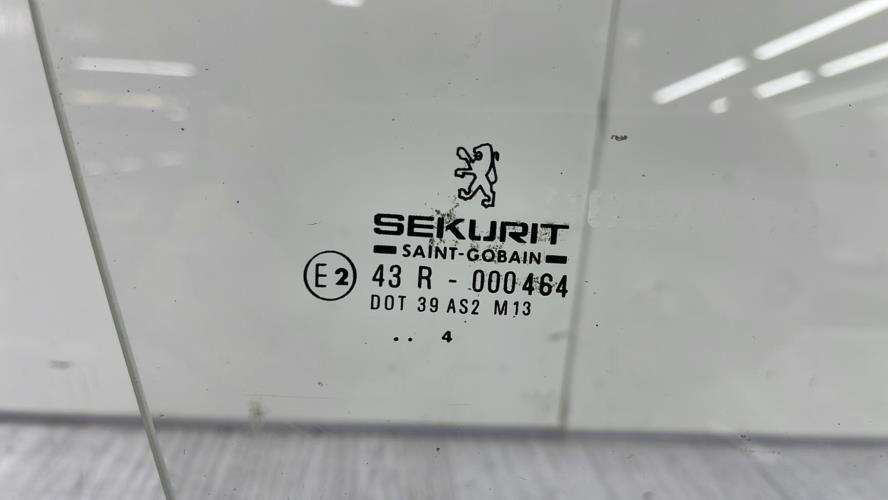 SEKURIT
SAINT-GOBAIN
E2 43 R - 000464
DOT 39 AS2 M13
.. 4